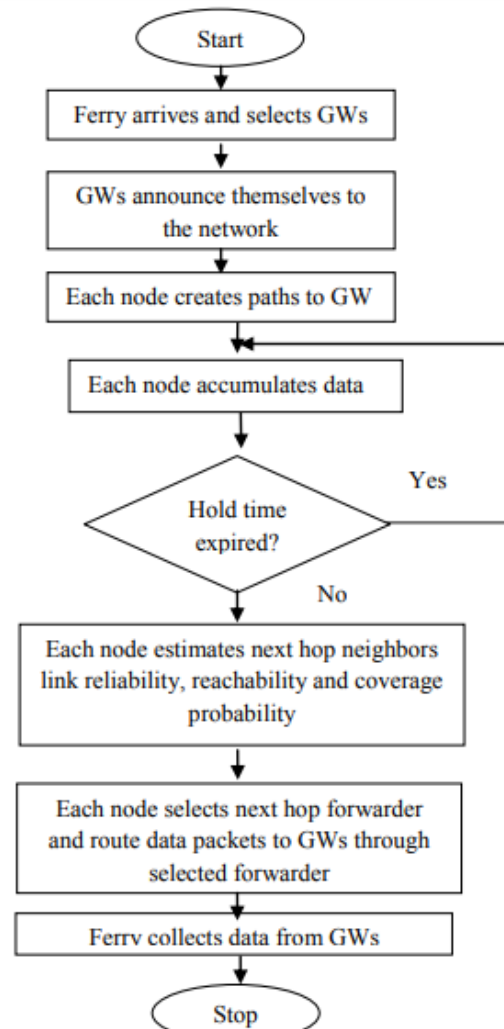 Start
Ferry arrives and selects GWs
GWs announce themselves to
the network
Each node creates paths to GW
Each node accumulates data
Yes
Hold time
expired?
No
Each node estimates next hop neighbors
link reliability, reachability and coverage
probability
Each node selects next hop forwarder
and route data packets to GWs through
selected forwarder
Ferry collects data from GWs
Stop